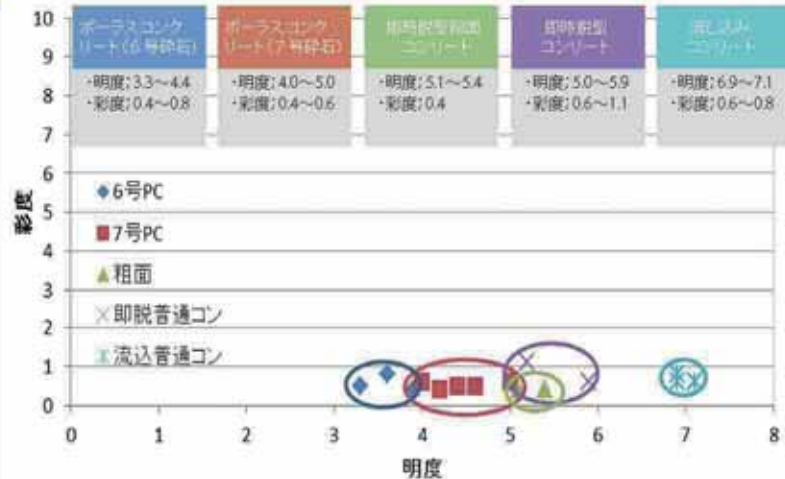 ポーラスコンク
リート(6号砕石)
ポーラスコンク
リート(7号砕石)
即時脱型粗面
コンリート
即時脱型
コンクリート
流し込み
コンクリート
・明度;3.3～4.4
・彩度;0.4～0.8
・明度;4.0～5.0
・彩度;0.4～0.6
・明度;5.1～5.4
・彩度;0.4
・明度;5.0～5.9
・彩度;0.6～1.1
・明度;6.9～7.1
・彩度;0.6～0.8
10
9
8
7
6
5
4
3
2
1
0
彩度
6号PC
7号PC
粗面
即脱普通コン
流込普通コン
0 1 2 3 4 5 6 7 8
明度